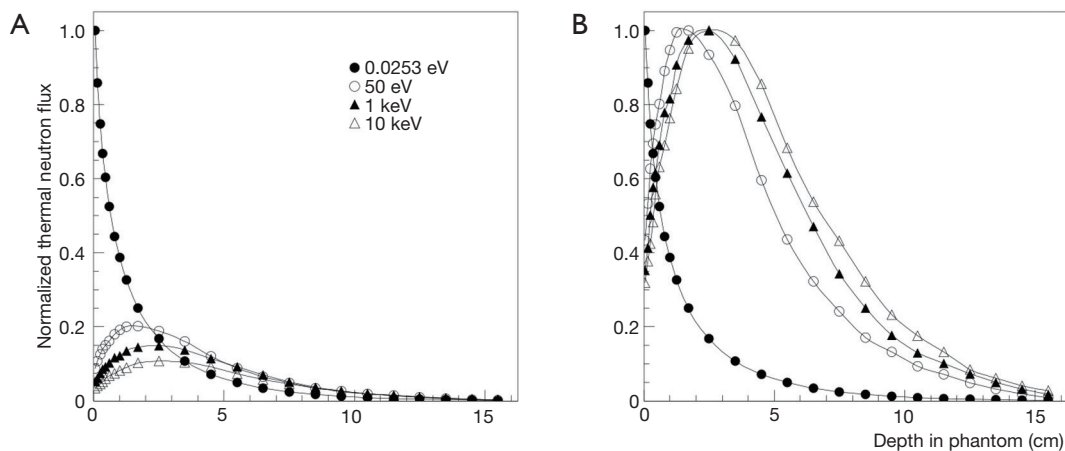 A
B
Normalized thermal neutron flux
1.0
0.8
0.6
0.4
0.2
0
0.0253 eV
50 eV
1 keV
10 keV
0
5
10
15
1.0
0.8
0.6
0.4
0.2
0
0
5
10
15
Depth in phantom (cm)